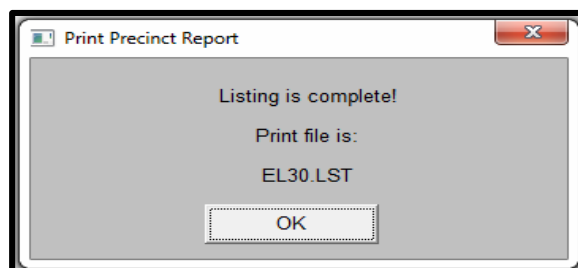 Print Precinct Report
Listing is complete!
Print file is:
EL30.LST
OK